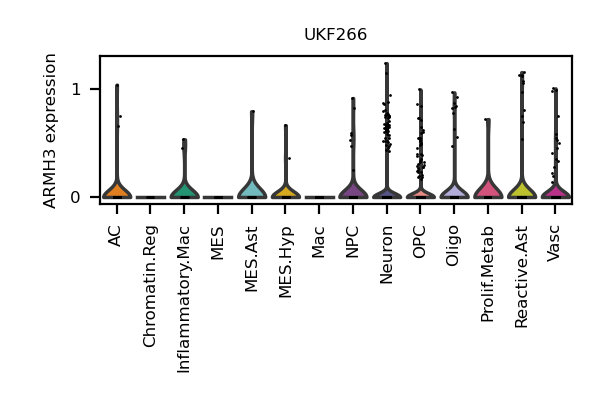 UKF266
ARMH3 expression
1
0
AC
Chromatin.Reg
Inflammatory.Mac
MES
MES.Ast
MES.Hyp
Mac
NPC
Neuron
OPC
Oligo
Prolif.Metab
Reactive.Ast
Vasc